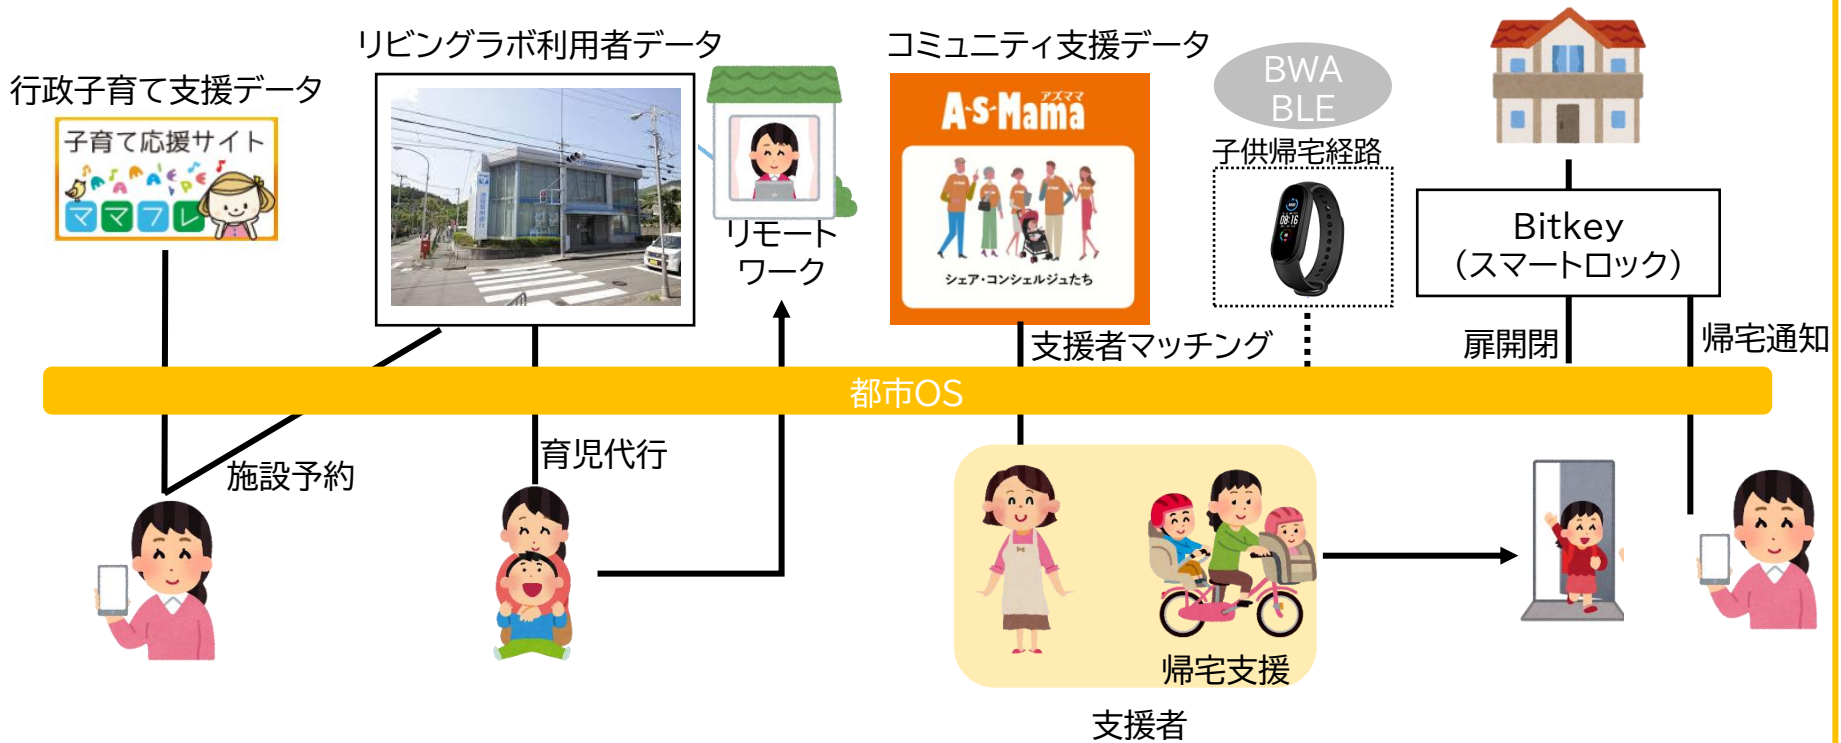 行政子育て支援データ
子育て応援サイト
MAMAFRE
ママフレ
リビングラボ利用者データ
リモート
ワーク
コミュニティ支援データ
アズママ
A-s-Mama
シェア・コンシェルジュたち
BWA
BLE
子供帰宅経路
08:16
Bitkey
（スマートロック）
支援者マッチング
扉開閉
帰宅通知
都市OS
施設予約
育児代行
帰宅支援
支援者